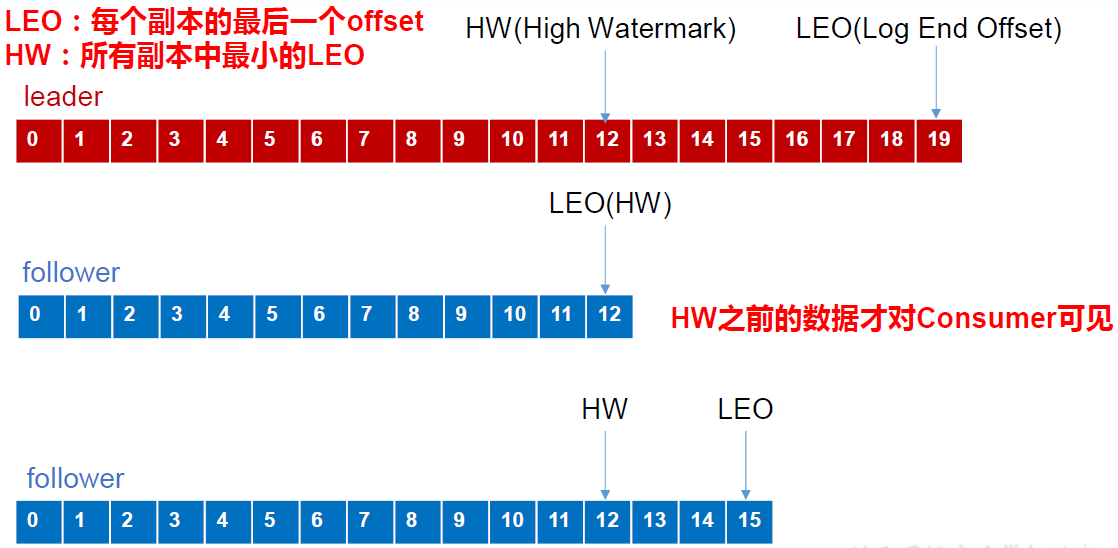 LEO：每个副本的最后一个offset
HW：所有副本中最小的LEO
HW(High Watermark)
LEO(Log End Offset)
leader
0 1 2 3 4 5 6 7 8 9 10 11 12 13 14 15 16 17 18 19
LEO(HW)
follower
0 1 2 3 4 5 6 7 8 9 10 11 12
HW之前的数据才对Consumer可见
HW
LEO
follower
0 1 2 3 4 5 6 7 8 9 10 11 12 13 14 15